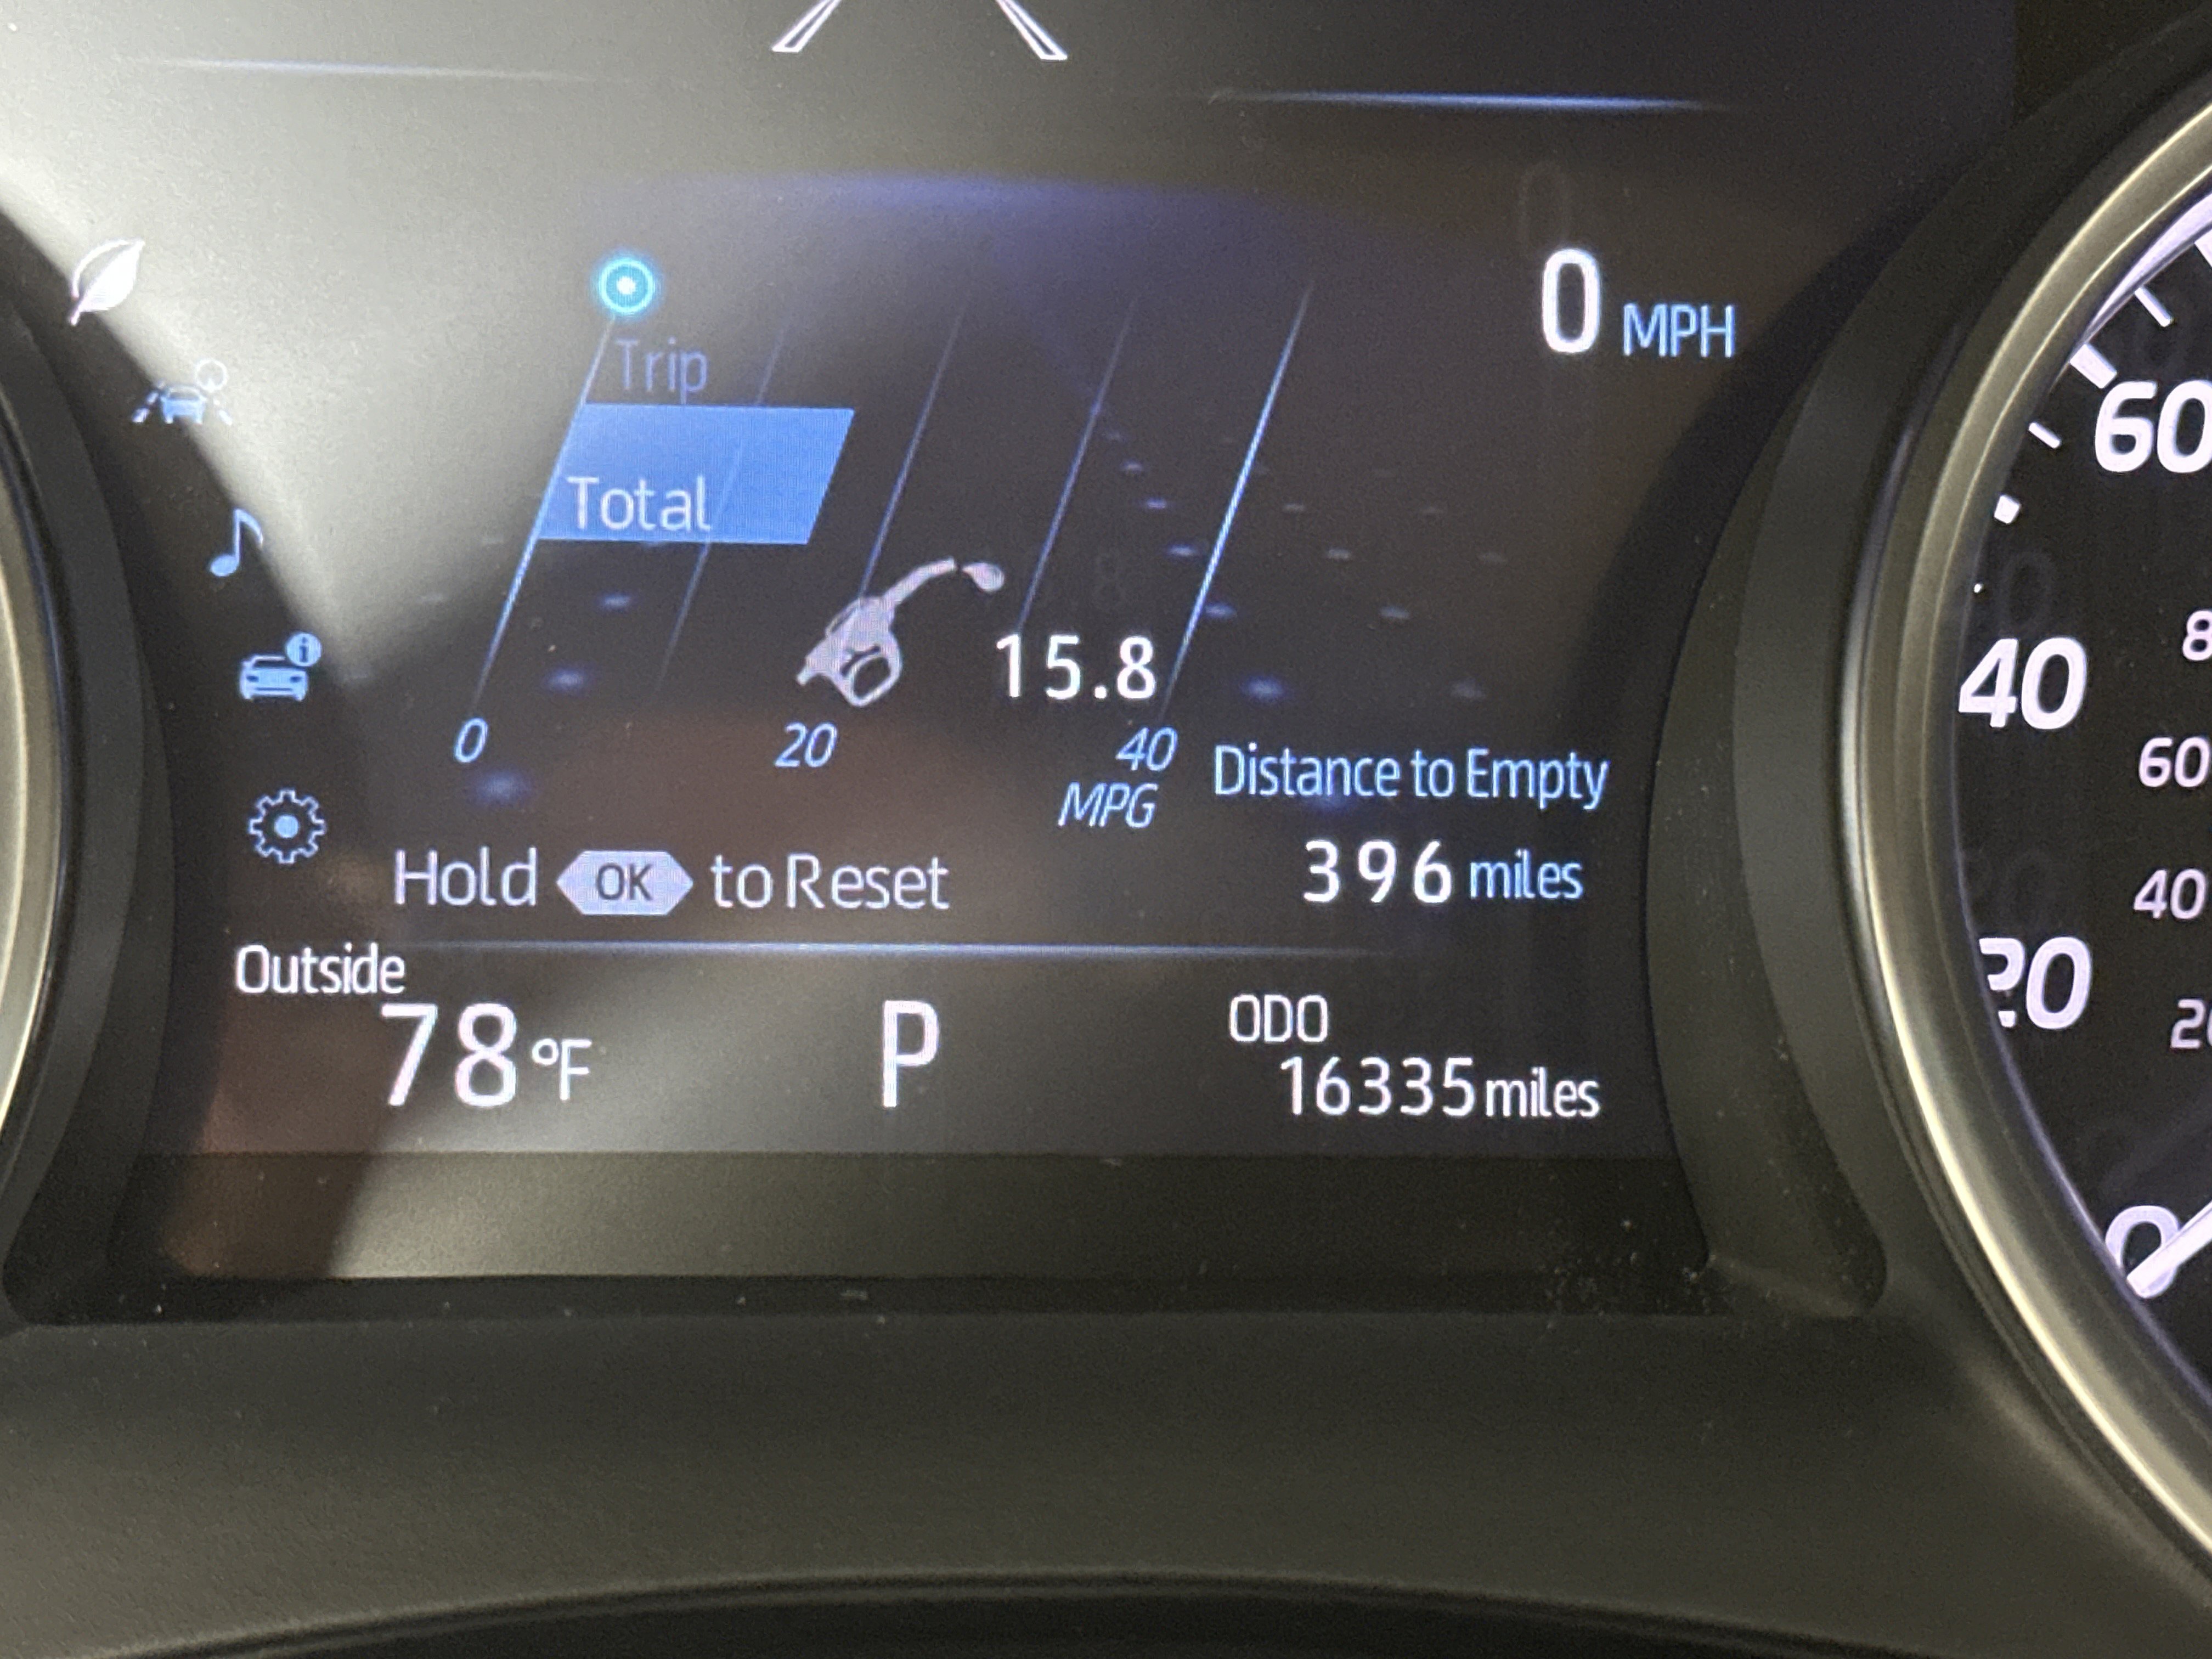 0 MPH
Trip
Total
15.8
0 20 40
MPG
Distance to Empty
396 miles
Hold OK to Reset
Outside
78 °F
P
ODO
16335 miles
60
40
20
0
60
40